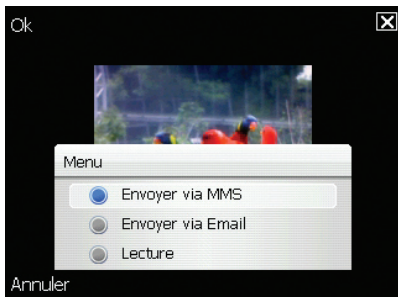 Ok
Menu
Envoyer via MMS
Envoyer via Email
Lecture
Annuler